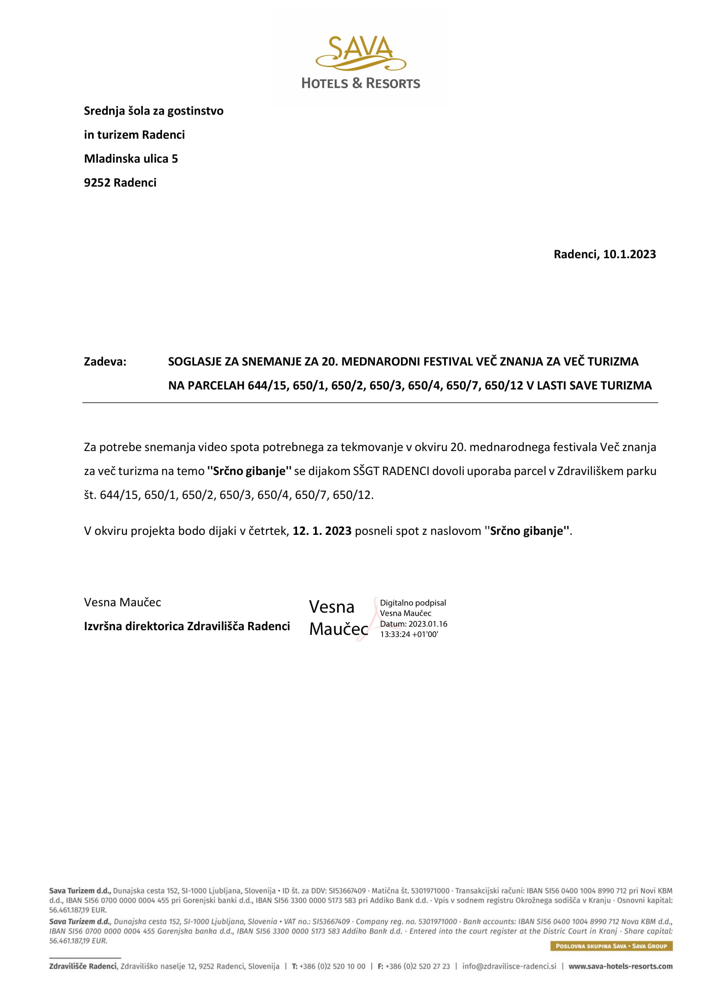 SAVA
HOTELS & RESORTS
Srednja šola za gostinstvo
in turizem Radenci
Mladinska ulica 5
9252 Radenci
Radenci, 10.1.2023
Zadeva: SOGLASJE ZA SNEMANJE ZA 20. MEDNARODNI FESTIVAL VEČ ZNANJA ZA VEČ TURIZMA
NA PARCELAH 644/15, 650/1, 650/2, 650/3, 650/4, 650/7, 650/12 V LASTI SAVE TURIZMA
Za potrebe snemanja video spota potrebnega za tekmovanje v okviru 20. mednarodnega festivala Več znanja
za več turizma na temo ''Srčno gibanje'' se dijakom SŠGT RADENCI dovoli uporaba parcel v Zdraviliškem parku
št. 644/15, 650/1, 650/2, 650/3, 650/4, 650/7, 650/12.
V okviru projekta bodo dijaki v četrtek, 12. 1. 2023 posneli spot z naslovom ''Srčno gibanje''.
Vesna Maučec
Izvršna direktorica Zdravilišča Radenci
Vesna
Maučec
Digitalno podpisal
Vesna Maučec
Datum: 2023.01.16
13:33:24 +01'00'
Sava Turizem d.d., Dunajska cesta 152, SI-1000 Ljubljana, Slovenija • ID št. za DDV: SI53667409 · Matična št. 5301971000 · Transakcijski računi: IBAN SI56 0400 1004 8990 712 pri Novi KBM
d.d., IBAN SI56 0700 0000 0004 455 pri Gorenjski banki d.d., IBAN SI56 3300 0000 5173 583 pri Addiko Bank d.d. · Vpis v sodnem registru Okrožnega sodišča v Kranju · Osnovni kapital:
56.461.187,19 EUR.
Sava Turizem d.d., Dunajska cesta 152, SI-1000 Ljubljana, Slovenia • VAT no.: SI53667409 · Company reg. no. 5301971000 · Bank accounts: IBAN SI56 0400 1004 8990 712 Nova KBM d.d.,
IBAN SI56 0700 0000 0004 455 Gorenjska banka d.d., IBAN SI56 3300 0000 5173 583 Addiko Bank d.d. · Entered into the court register at the Distric Court in Kranj · Share capital:
56.461.187,19 EUR.
POSLOVNA SKUPINA SAVA • SAVA GROUP
Zdravilišče Radenci, Zdraviliško naselje 12, 9252 Radenci, Slovenija | T: +386 (0)2 520 10 00 | F: +386 (0)2 520 27 23 | info@zdravilisce-radenci.si | www.sava-hotels-resorts.com